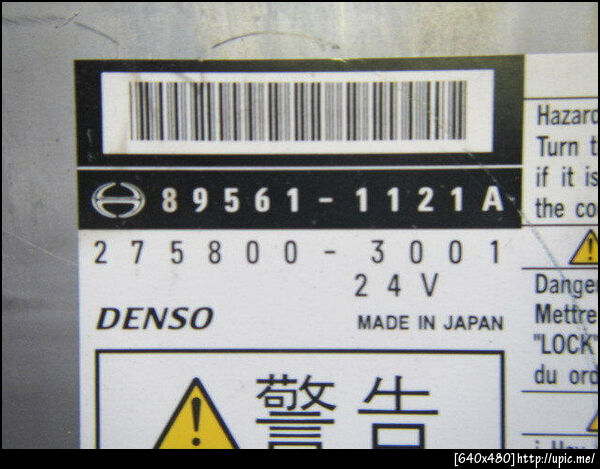 89561-1121A
275800-3001
24V
DENSO
MADE IN JAPAN
警告
Hazard
Turn t
if it is
the co
Dange
Mettre
"LOCK"
du ord
[640x480]http://upic.me/